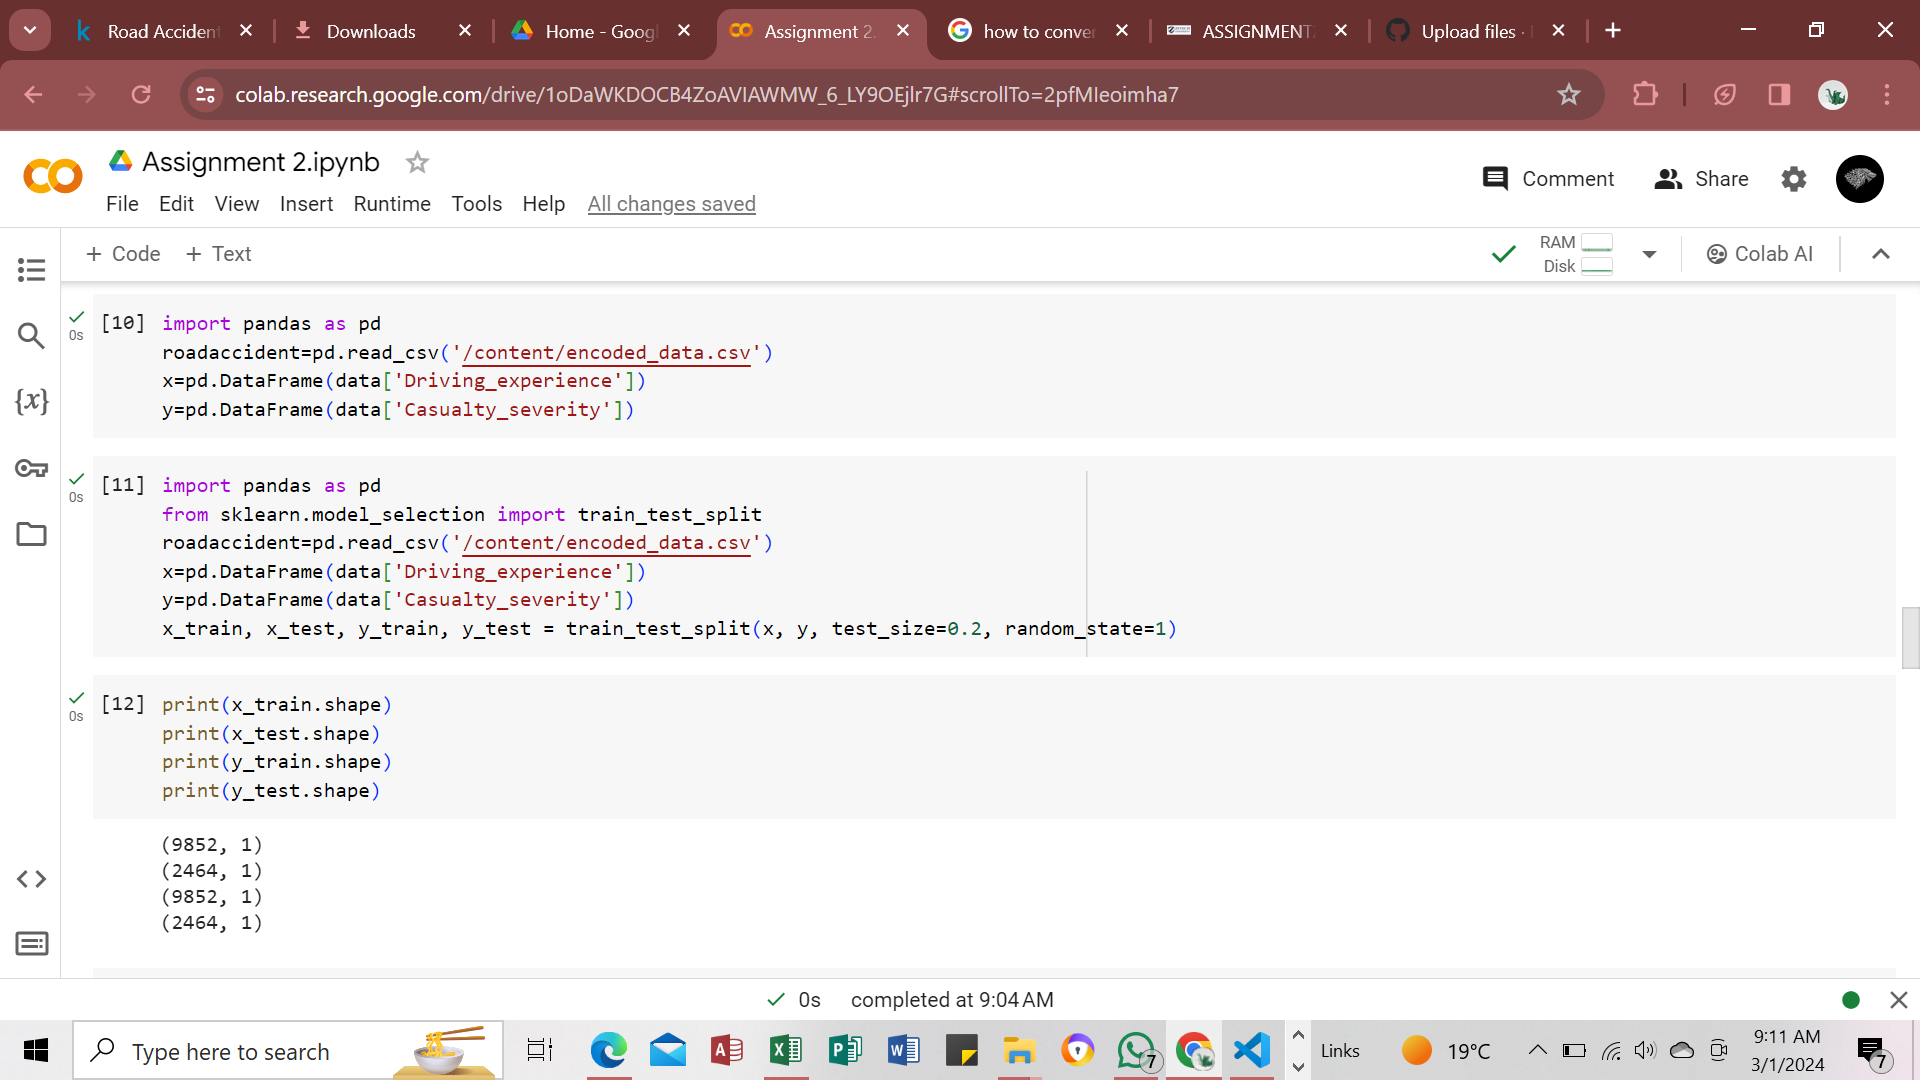 Road Acciden
Downloads
Home - Googl
Assignment 2.
how to conver
ASSIGNMENT
Upload files ·
colab.research.google.com/drive/1oDaWKDOCB4ZoAVIAWMW_6_LY9OEjlr7G#scrollTo=2pfMIeoimha7
Assignment 2.ipynb
Comment
Share
File Edit View Insert Runtime Tools Help All changes saved
+ Code + Text
RAM
Disk
Colab AI
[10] import pandas as pd
0s
roadaccident=pd.read_csv('/content/encoded_data.csv')
x=pd.DataFrame(data['Driving_experience'])
y=pd.DataFrame(data['Casualty_severity'])
[11] import pandas as pd
0s
from sklearn.model_selection import train_test_split
roadaccident=pd.read_csv('/content/encoded_data.csv')
x=pd.DataFrame(data['Driving_experience'])
y=pd.DataFrame(data['Casualty_severity'])
x_train, x_test, y_train, y_test = train_test_split(x, y, test_size=0.2, random_state=1)
[12] print(x_train.shape)
0s
print(x_test.shape)
print(y_train.shape)
print(y_test.shape)
(9852, 1)
(2464, 1)
(9852, 1)
(2464, 1)
0s completed at 9:04 AM
Type here to search
7
Links
19°C
9:11 AM
3/1/2024
7